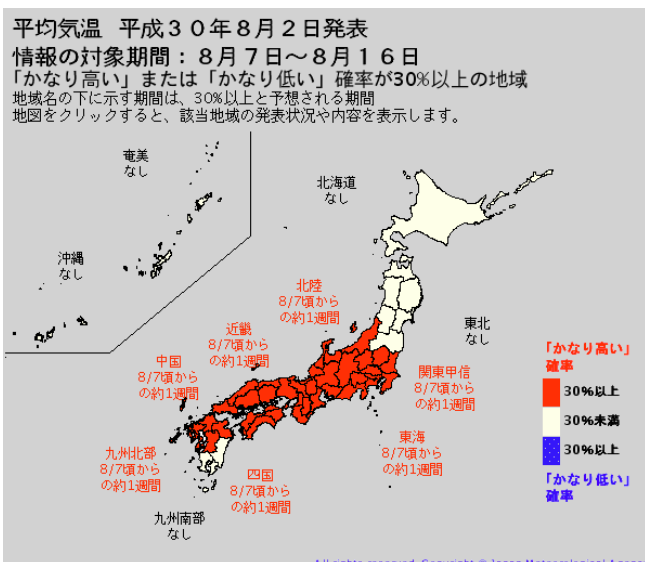 平均気温 平成３０年８月２日発表
情報の対象期間：８月７日～８月１６日
「かなり高い」または「かなり低い」確率が30%以上の地域
地域名の下に示す期間は、30%以上と予想される期間
地図をクリックすると、該当地域の発表状況や内容を表示します。
奄美
なし
北海道
なし
沖縄
なし
北陸
8/7頃から
の約1週間
東北
なし
近畿
8/7頃から
の約1週間
中国
8/7頃から
の約1週間
関東甲信
8/7頃から
の約1週間
東海
8/7頃から
の約1週間
九州北部
8/7頃から
の約1週間
四国
8/7頃から
の約1週間
九州南部
なし
「かなり高い」
確率
30%以上
30%未満
30%以上
「かなり低い」
確率